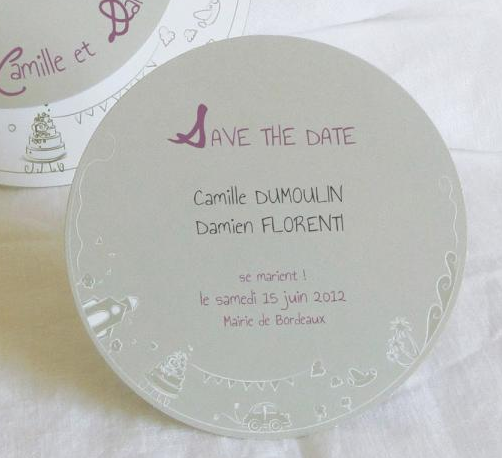 Camille et
SAVE THE DATE
Camille DUMOULIN
Damien FLORENTI
se marient !
le samedi 15 juin 2012
Mairie de Bordeaux